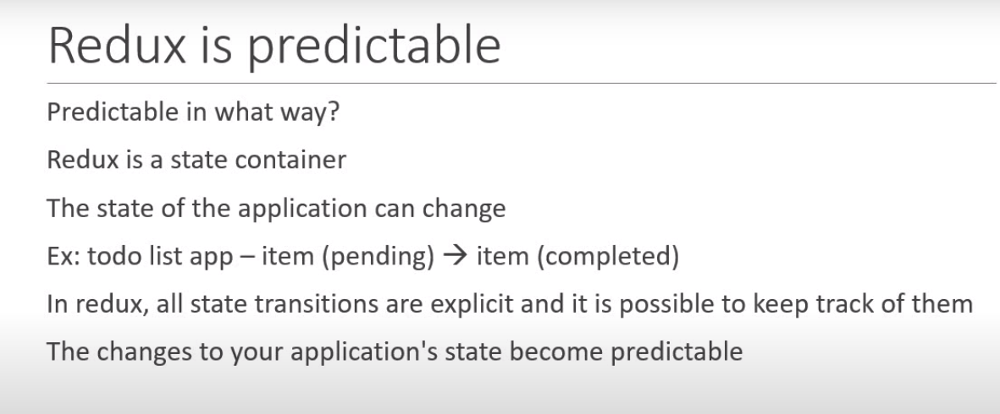 Redux is predictable
Predictable in what way?
Redux is a state container
The state of the application can change
Ex: todo list app – item (pending) → item (completed)
In redux, all state transitions are explicit and it is possible to keep track of them
The changes to your application's state become predictable